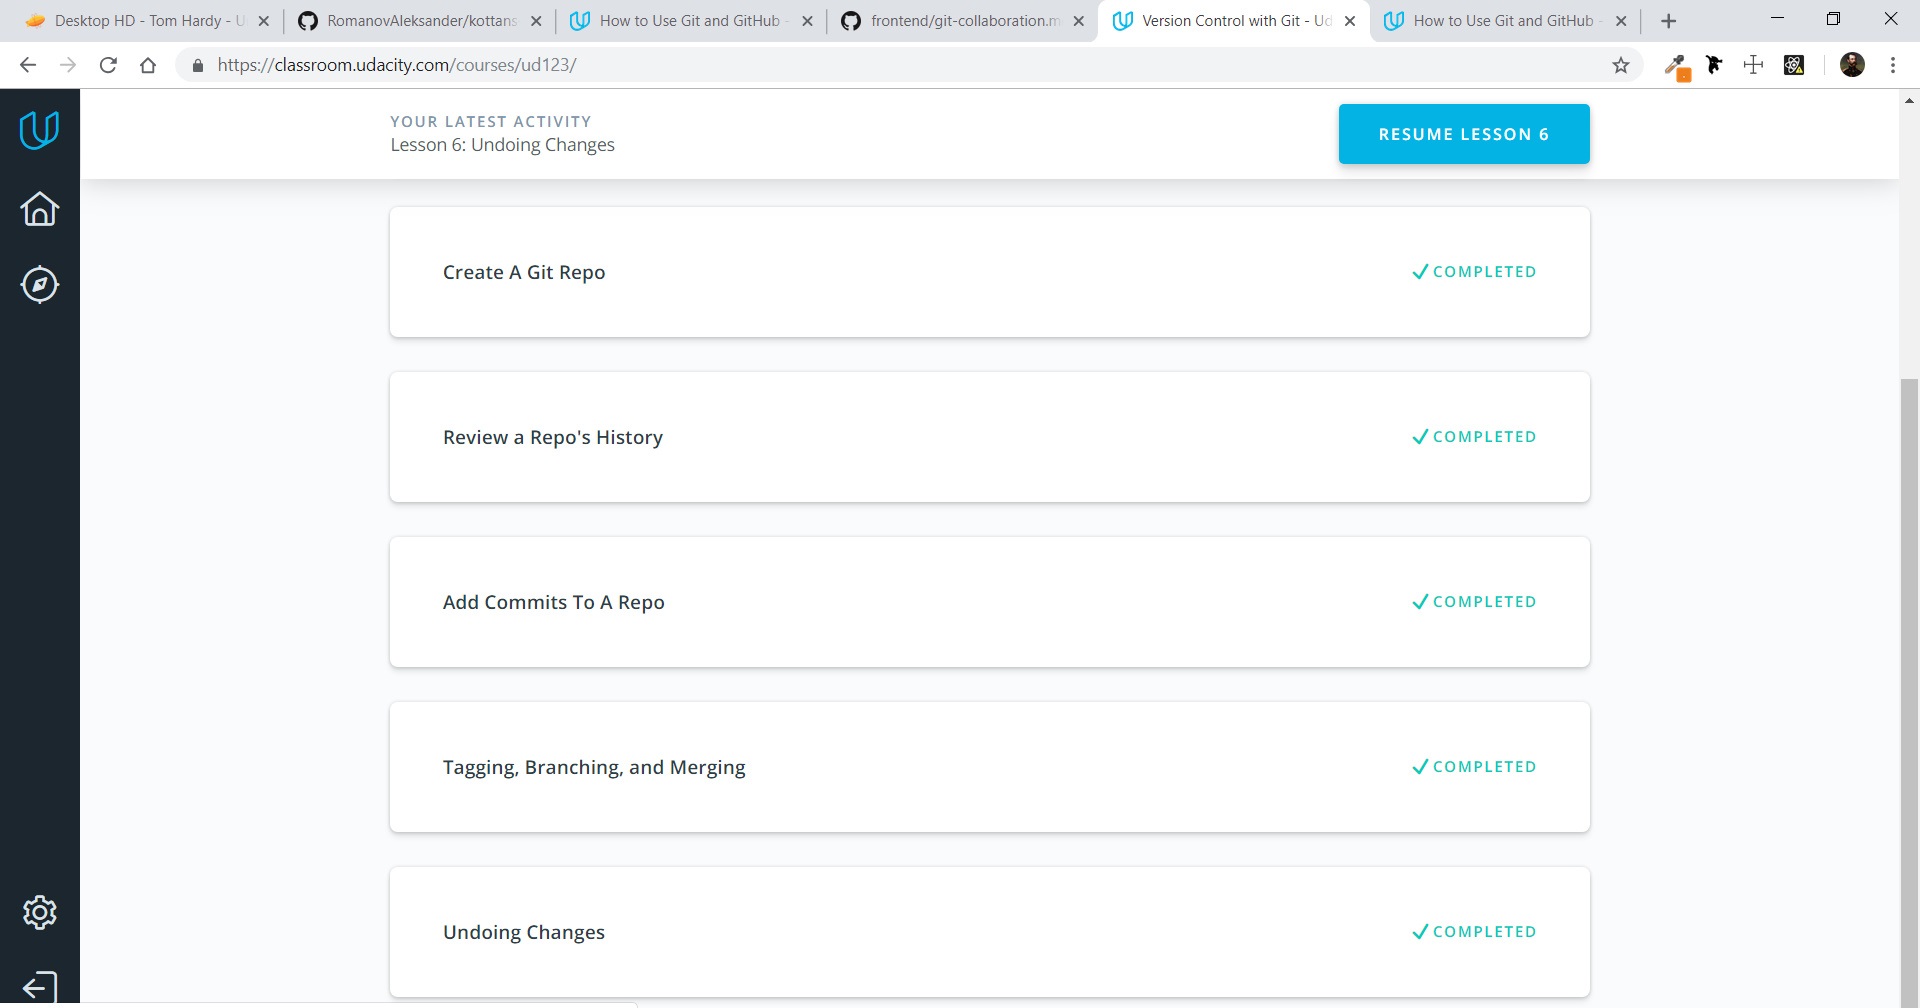 Desktop HD - Tom Hardy - U
RomanovAleksander/kottans
How to Use Git and GitHub -
frontend/git-collaboration.m
Version Control with Git - Ud
How to Use Git and GitHub -
https://classroom.udacity.com/courses/ud123/
YOUR LATEST ACTIVITY
Lesson 6: Undoing Changes
RESUME LESSON 6
Create A Git Repo
COMPLETED
Review a Repo's History
COMPLETED
Add Commits To A Repo
COMPLETED
Tagging, Branching, and Merging
COMPLETED
Undoing Changes
COMPLETED